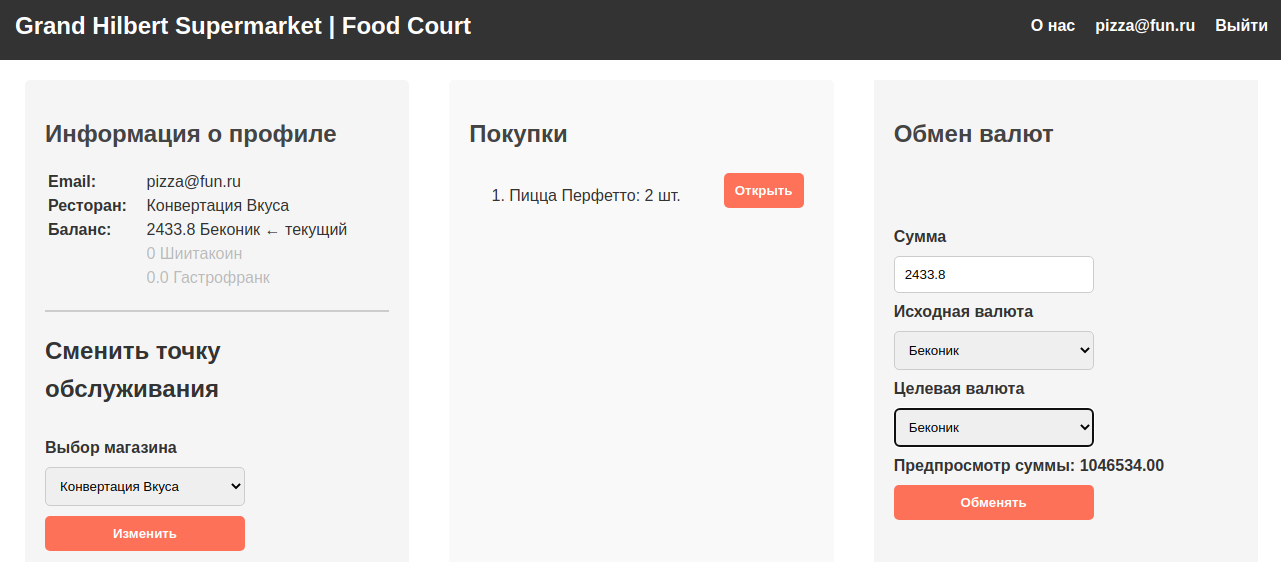 Grand Hilbert Supermarket | Food Court
О нас pizza@fun.ru Выйти
Информация о профиле
Email: pizza@fun.ru
Ресторан: Конвертация Вкуса
Баланс: 2433.8 Беконик ← текущий
0 Шиитакоин
0.0 Гастрофранк
Сменить точку
обслуживания
Выбор магазина
Конвертация Вкуса
Изменить
Покупки
1. Пицца Перфетто: 2 шт. Открыть
Обмен валют
Сумма
2433.8
Исходная валюта
Беконик
Целевая валюта
Беконик
Предпросмотр суммы: 1046534.00
Обменять